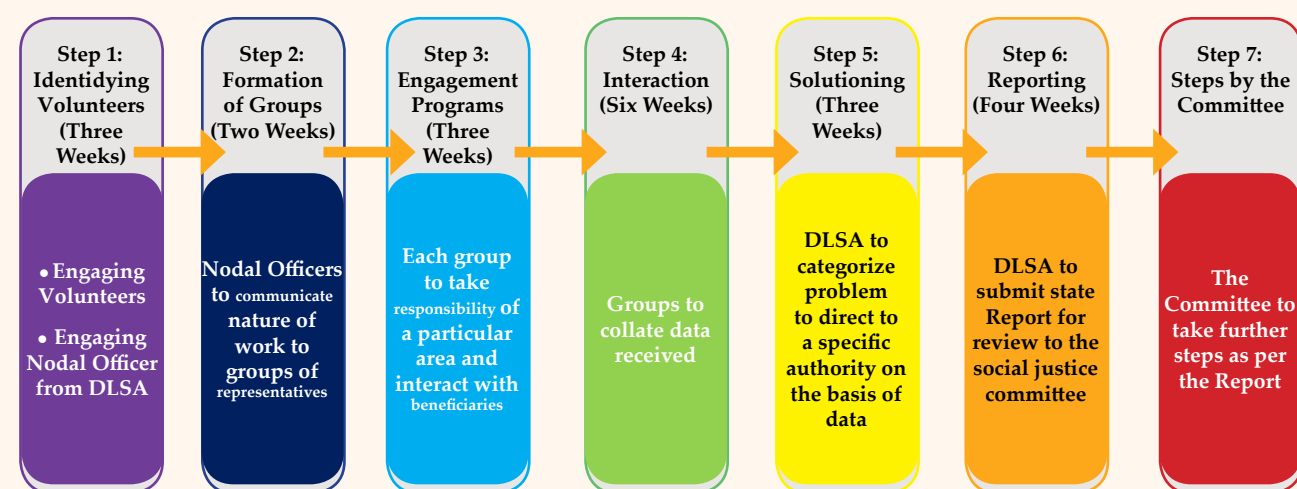 Step 1:
Identidying
Volunteers
(Three
Weeks)
• Engaging
Volunteers
• Engaging
Nodal Officer
from DLSA
Step 2:
Formation
of Groups
(Two Weeks)
Nodal Officers
to communicate
nature of
work to
groups of
representatives
Step 3:
Engagement
Programs
(Three
Weeks)
Each group
to take
responsibility of
a particular
area and
interact with
beneficiaries
Step 4:
Interaction
(Six Weeks)
Groups to
collate data
received
Step 5:
Solutioning
(Three
Weeks)
DLSA to
categorize
problem
to direct to
a specific
authority on
the basis of
data
Step 6:
Reporting
(Four Weeks)
DLSA to
submit state
Report for
review to the
social justice
committee
Step 7:
Steps by the
Committee
The
Committee to
take further
steps as per
the Report